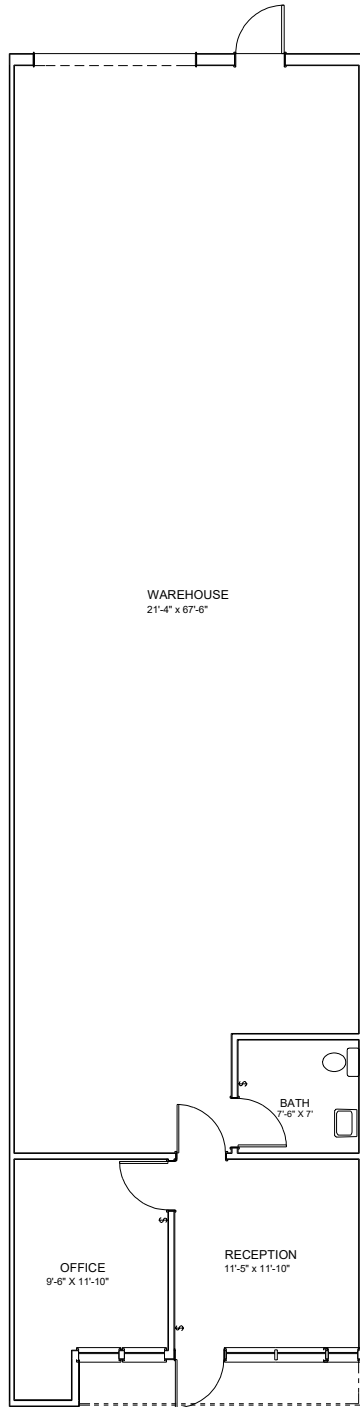 WAREHOUSE
21'-4" x 67'-6"
$
BATH
7'-6" X 7'
$
OFFICE
9'-6" X 11'-10"
RECEPTION
11'-5" x 11'-10"
$